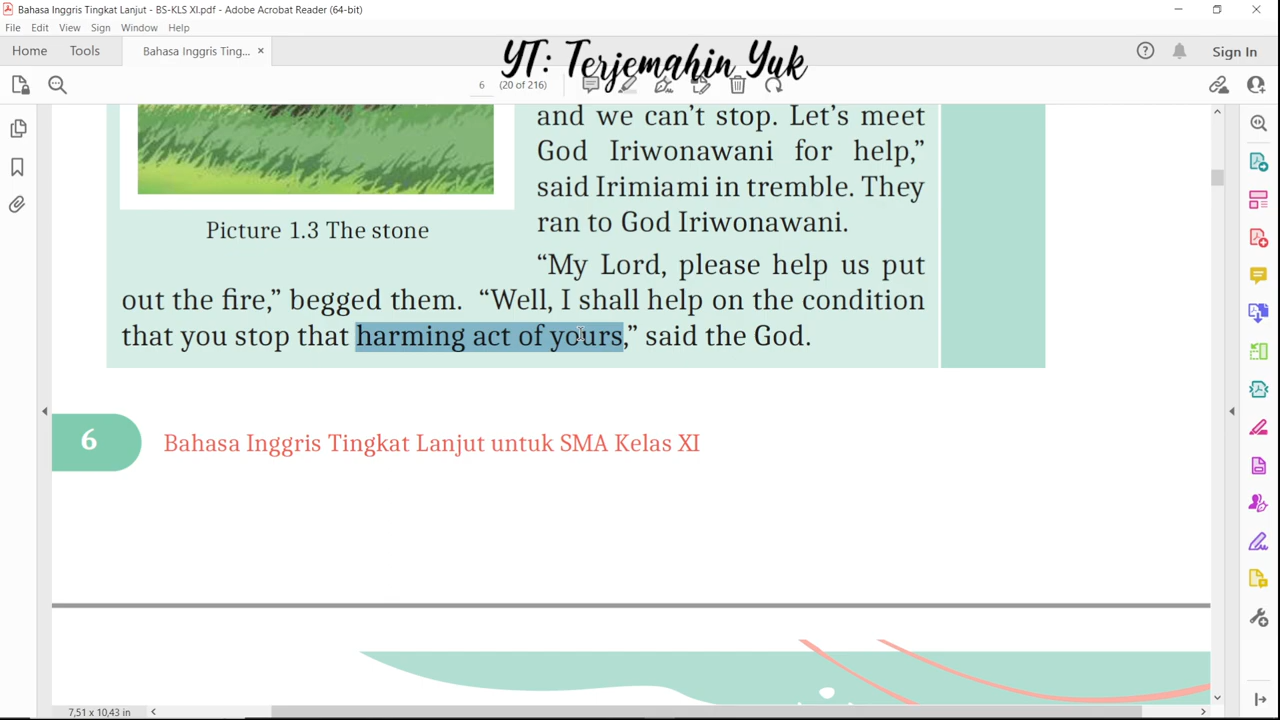 Bahasa Inggris Tingkat Lanjut - BS-KLS XI.pdf - Adobe Acrobat Reader (64-bit)
File Edit View Sign Window Help
Home Tools Bahasa Inggris Ting... × Sign In
YT: Terjemahin Yuk
6 (20 of 216)
and we can’t stop. Let’s meet
God Iriwonawani for help,”
said Irimiami in tremble. They
ran to God Iriwonawani.
Picture 1.3 The stone
“My Lord, please help us put
out the fire,” begged them. “Well, I shall help on the condition
that you stop that harming act of yours,” said the God.
6 Bahasa Inggris Tingkat Lanjut untuk SMA Kelas XI
7,51 x 10,43 in